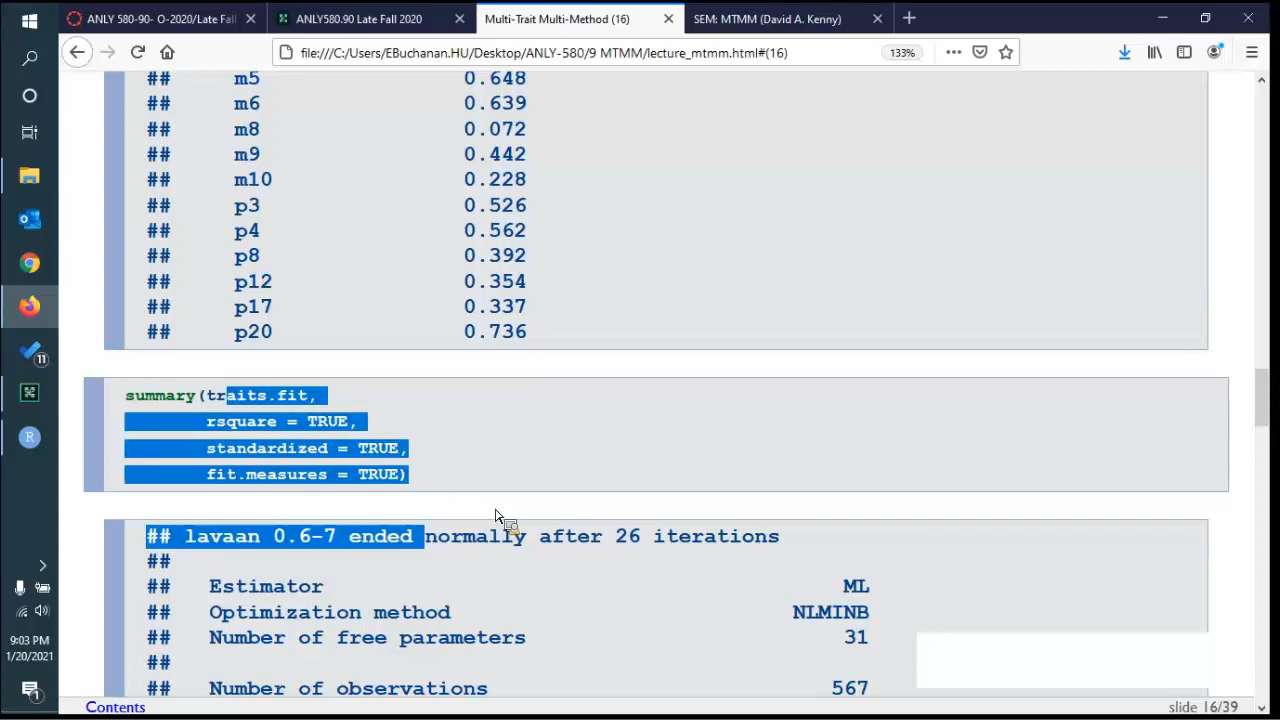 ANLY 580-90- O-2020/Late Fall
ANLY580.90 Late Fall 2020
Multi-Trait Multi-Method (16)
SEM: MTMM (David A. Kenny)
file:///C:/Users/EBuchanan.HU/Desktop/ANLY-580/9 MTMM/lecture_mtmm.html#(16)
133%
## m5 0.648
## m6 0.639
## m8 0.072
## m9 0.442
## m10 0.228
## p3 0.526
## p4 0.562
## p8 0.392
## p12 0.354
## p17 0.337
## p20 0.736
summary(traits.fit,
rsquare = TRUE,
standardized = TRUE,
fit.measures = TRUE)
## lavaan 0.6-7 ended normally after 26 iterations
##
## Estimator ML
## Optimization method NLMINB
## Number of free parameters 31
##
## Number of observations 567
Contents
slide 16/39
11
R
9:03 PM
1/20/2021
1